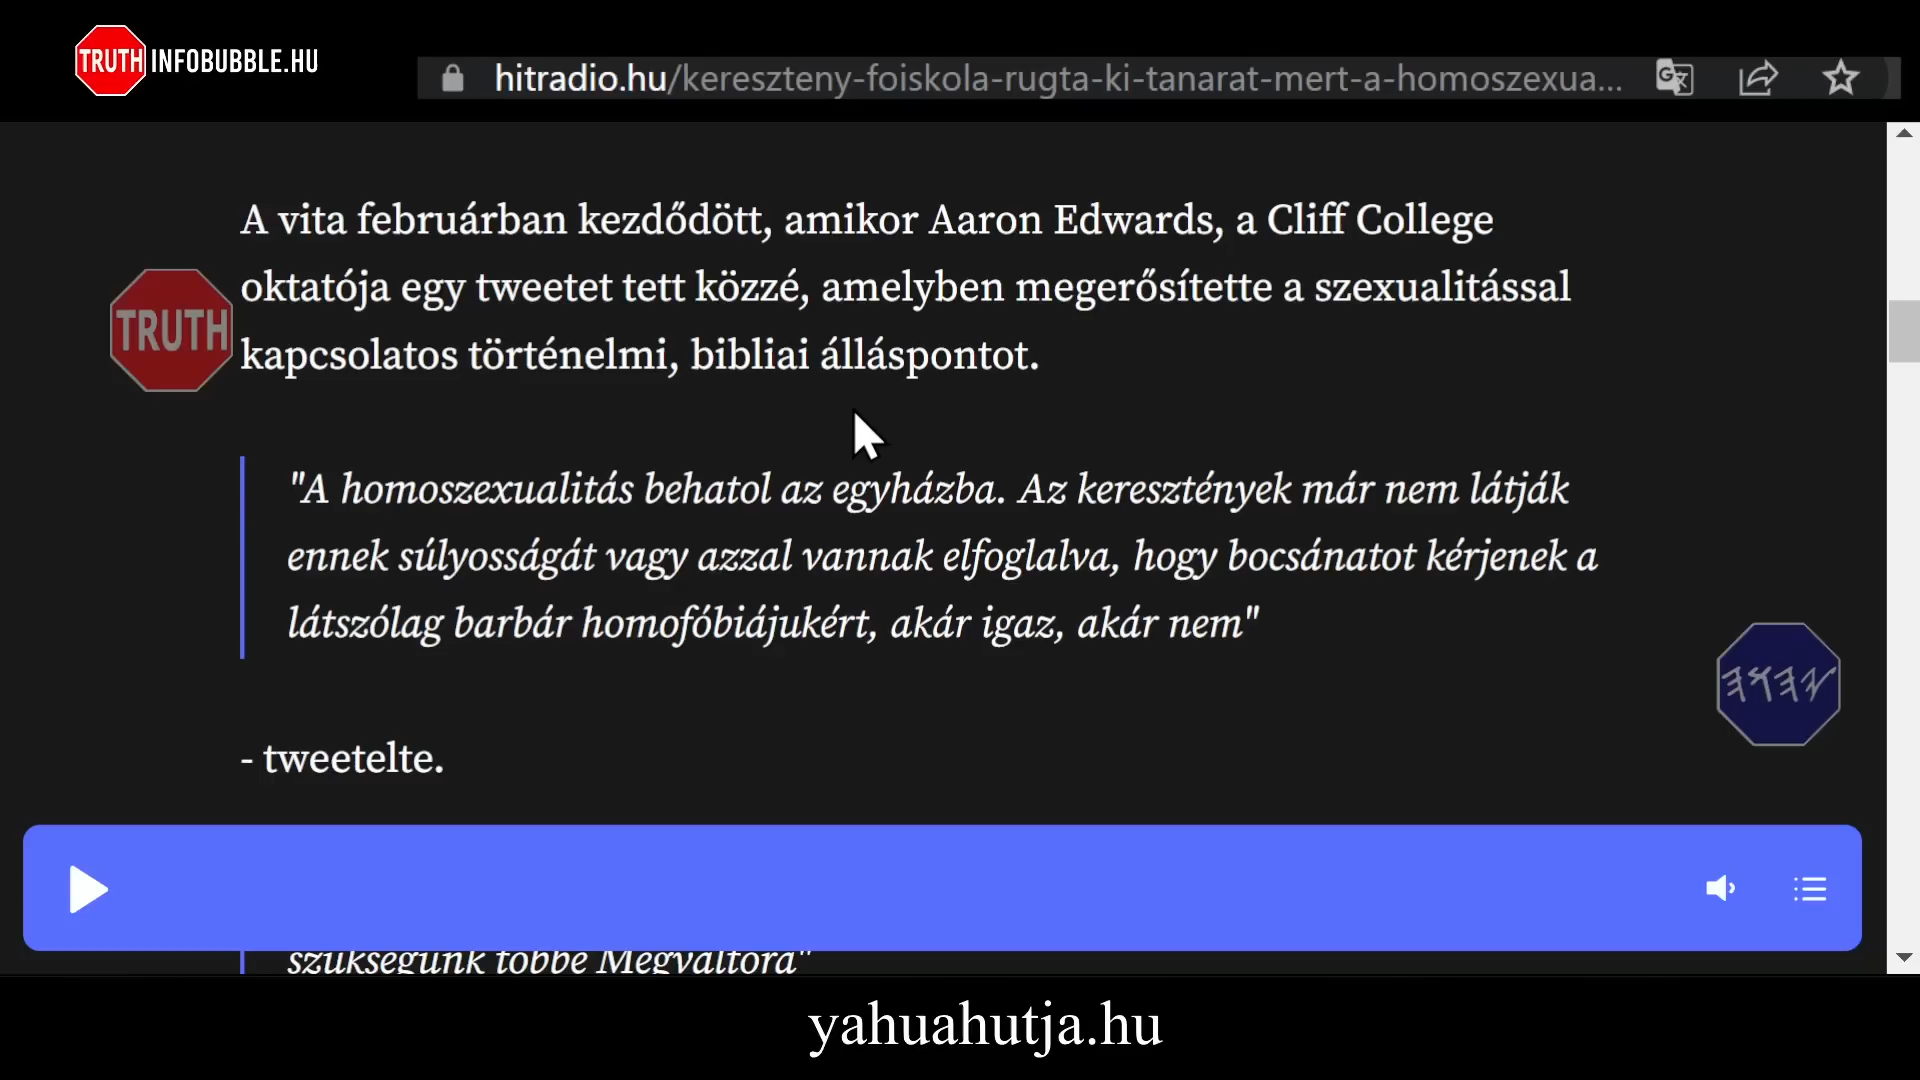 TRUTH INFOBUBBLE.HU
hitradio.hu/kereszteny-foiskola-rugta-ki-tanarat-mert-a-homoszexua...
A vita februárban kezdődött, amikor Aaron Edwards, a Cliff College
oktatója egy tweetet tett közzé, amelyben megerősítette a szexualitással
TRUTH
kapcsolatos történelmi, bibliai álláspontot.
"A homoszexualitás behatol az egyházba. Az keresztények már nem látják
ennek súlyosságát vagy azzal vannak elfoglalva, hogy bocsánatot kérjenek a
látszólag barbár homofóbiájukért, akár igaz, akár nem"
𐤉𐤄𐤅𐤄
- tweetelte.
szükségünk többé Megváltóra"
yahuahutja.hu